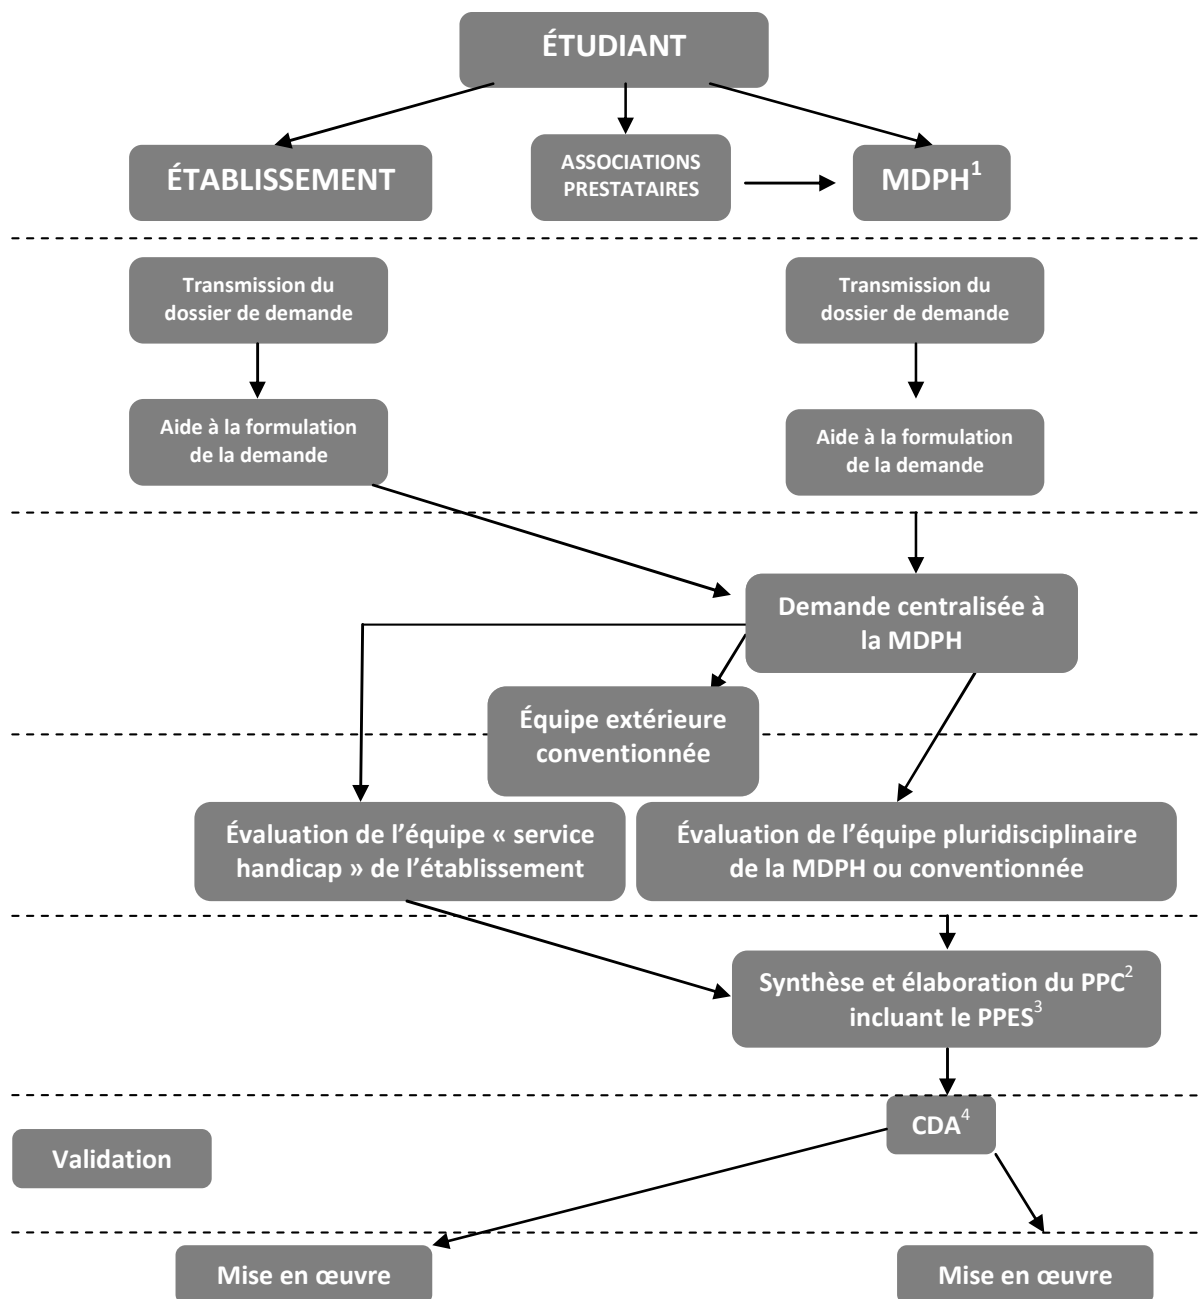 ÉTUDIANT
ÉTABLISSEMENT
ASSOCIATIONS
PRESTATAIRES
MDPH¹
Transmission du
dossier de demande
Transmission du
dossier de demande
Aide à la formulation
de la demande
Aide à la formulation
de la demande
Demande centralisée à
la MDPH
Équipe extérieure
conventionnée
Évaluation de l’équipe « service
handicap » de l’établissement
Évaluation de l’équipe pluridisciplinaire
de la MDPH ou conventionnée
Synthèse et élaboration du PPC²
incluant le PPES³
CDA⁴
Validation
Mise en œuvre
Mise en œuvre